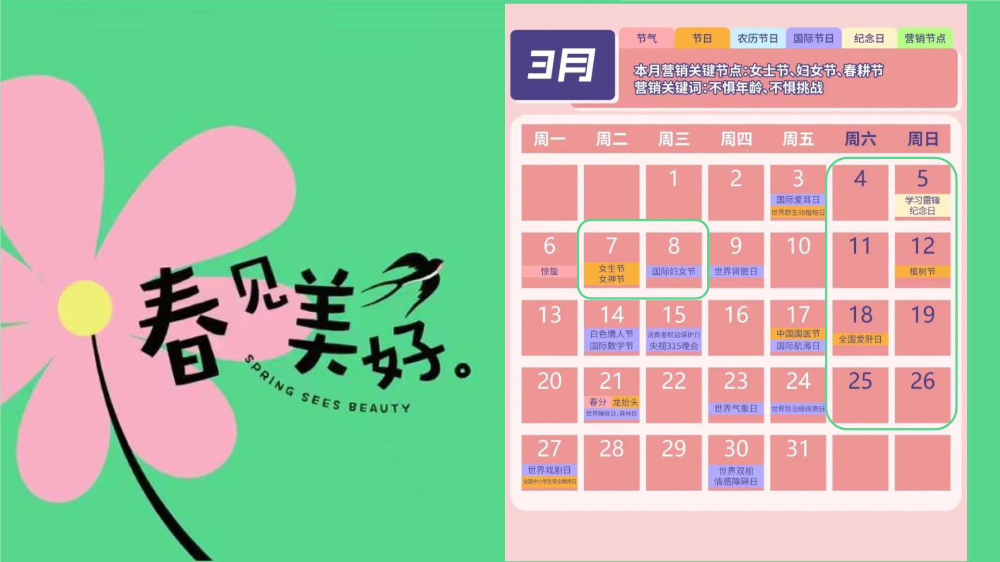 春见美好。
SPRING SEES BEAUTY
3月
节气 节日 农历节日 国际节日 纪念日 营销节点
本月营销关键节点:女士节、妇女节、春耕节
营销关键词:不惧年龄、不惧挑战
周一 周二 周三 周四 周五 周六 周日
1 2 3 4 5
国际爱耳日
世界野生动植物日
学习雷锋
纪念日
6 7 8 9 10 11 12
惊蛰
女生节
女神节
国际妇女节
世界肾脏日
植树节
13 14 15 16 17 18 19
白色情人节
国际数学节
消费者权益保护日
央视315晚会
中国国医节
国际航海日
全国爱肝日
20 21 22 23 24 25 26
春分 龙抬头
世界睡眠日、森林日
世界气象日
世界防治结核病日
27 28 29 30 31
世界戏剧日
全国中小学生安全教育日
世界双相
情感障碍日